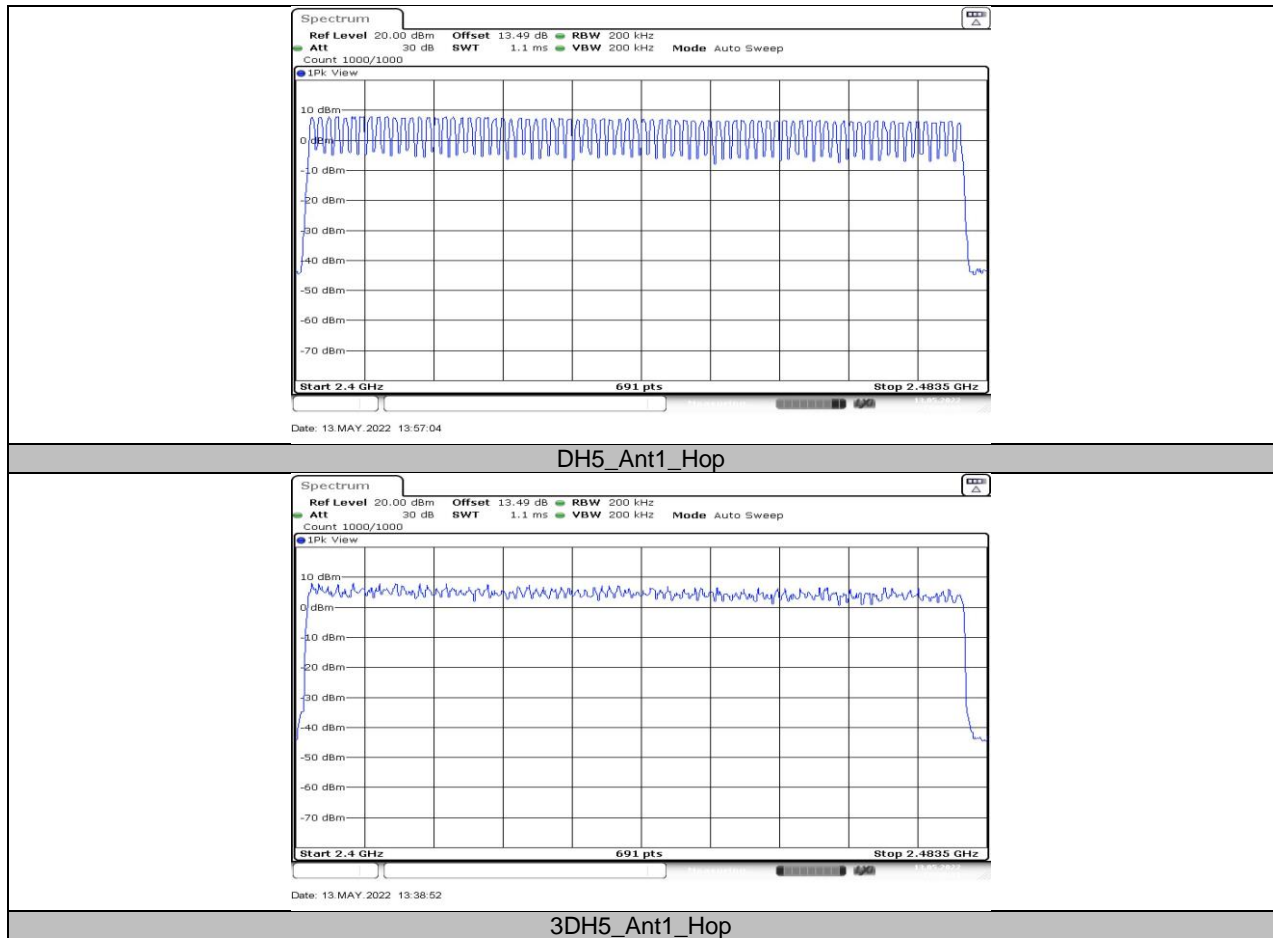 Spectrum
Ref Level 20.00 dBm Offset 13.49 dB RBW 200 kHz
Att 30 dB SWT 1.1 ms VBW 200 kHz Mode Auto Sweep
Count 1000/1000
1Pk View
10 dBm
0 dBm
-10 dBm
-20 dBm
-30 dBm
-40 dBm
-50 dBm
-60 dBm
-70 dBm
Start 2.4 GHz 691 pts Stop 2.4835 GHz
Date: 13.MAY.2022 13:57:04
DH5_Ant1_Hop
Spectrum
Ref Level 20.00 dBm Offset 13.49 dB RBW 200 kHz
Att 30 dB SWT 1.1 ms VBW 200 kHz Mode Auto Sweep
Count 1000/1000
1Pk View
10 dBm
0 dBm
-10 dBm
-20 dBm
-30 dBm
-40 dBm
-50 dBm
-60 dBm
-70 dBm
Start 2.4 GHz 691 pts Stop 2.4835 GHz
Date: 13.MAY.2022 13:38:52
3DH5_Ant1_Hop